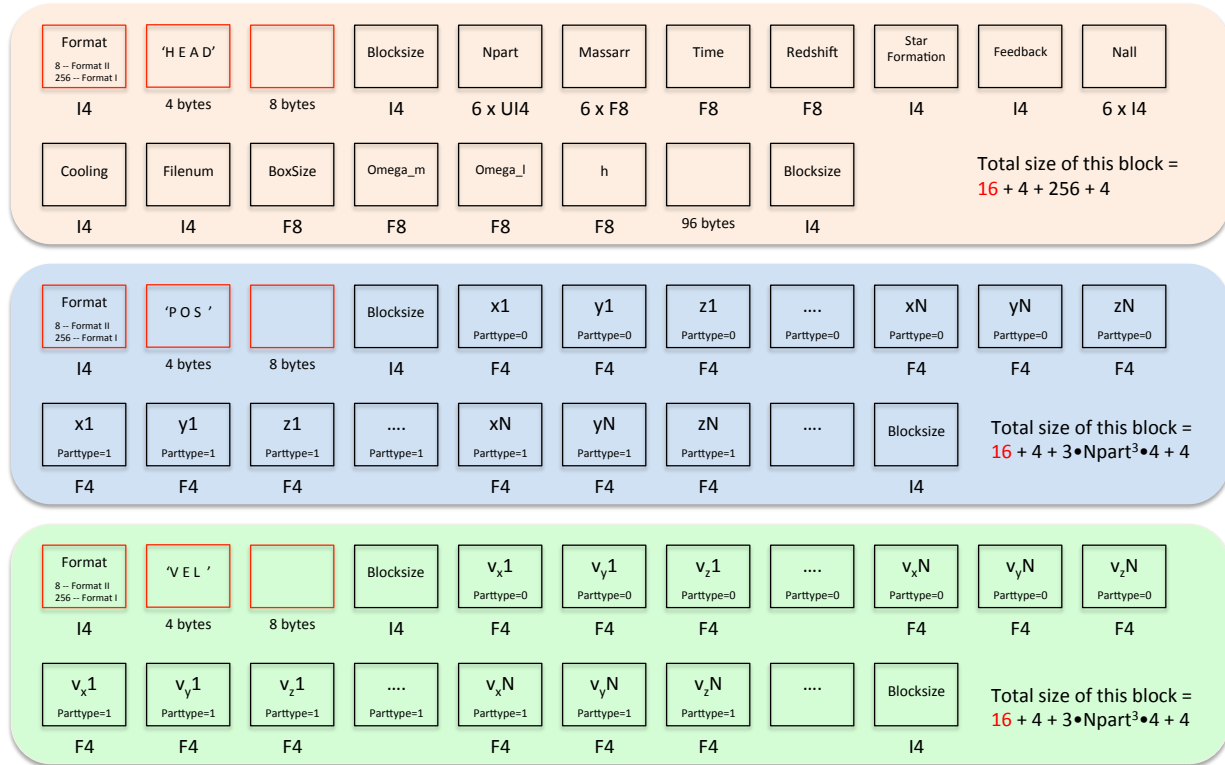 Format
8 -- Format II
256 -- Format I
'H E A D'
Blocksize
Npart
Massarr
Time
Redshift
Star
Formation
Feedback
Nall
I4
4 bytes
8 bytes
I4
6 x UI4
6 x F8
F8
F8
I4
I4
6 x I4
Cooling
Filenum
BoxSize
Omega_m
Omega_l
h
Blocksize
I4
I4
F8
F8
F8
F8
96 bytes
I4
Total size of this block =
16 + 4 + 256 + 4
Format
8 -- Format II
256 -- Format I
'P O S '
Blocksize
x1
Parttype=0
y1
Parttype=0
z1
Parttype=0
....
Parttype=0
xN
Parttype=0
yN
Parttype=0
zN
Parttype=0
I4
4 bytes
8 bytes
I4
F4
F4
F4
F4
F4
F4
x1
Parttype=1
y1
Parttype=1
z1
Parttype=1
....
Parttype=1
xN
Parttype=1
yN
Parttype=1
zN
Parttype=1
....
Blocksize
F4
F4
F4
F4
F4
F4
I4
Total size of this block =
16 + 4 + 3•Npart³•4 + 4
Format
8 -- Format II
256 -- Format I
'V E L '
Blocksize
vₓ1
Parttype=0
v_y1
Parttype=0
v_z1
Parttype=0
....
Parttype=0
vₓN
Parttype=0
v_yN
Parttype=0
v_zN
Parttype=0
I4
4 bytes
8 bytes
I4
F4
F4
F4
F4
F4
F4
vₓ1
Parttype=1
v_y1
Parttype=1
v_z1
Parttype=1
....
Parttype=1
vₓN
Parttype=1
v_yN
Parttype=1
v_zN
Parttype=1
....
Blocksize
F4
F4
F4
F4
F4
F4
I4
Total size of this block =
16 + 4 + 3•Npart³•4 + 4